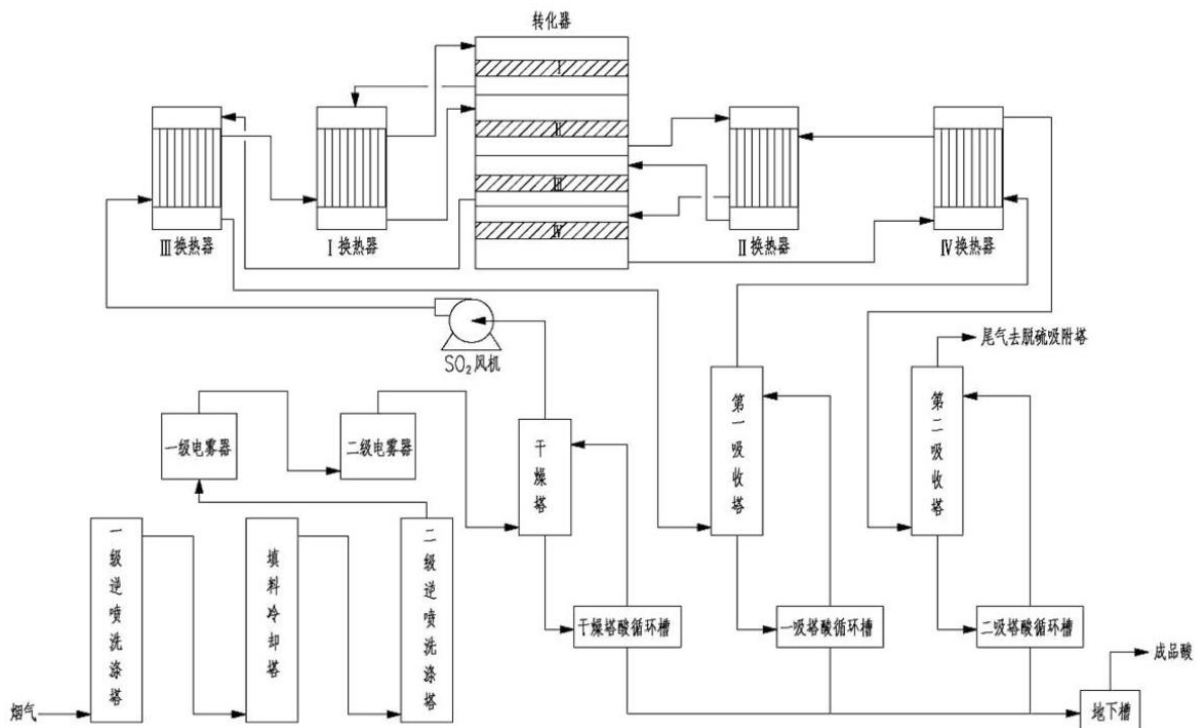 转化器
Ⅰ
Ⅱ
Ⅲ
Ⅳ
Ⅲ换热器
Ⅰ换热器
Ⅱ换热器
Ⅳ换热器
SO₂风机
尾气去脱硫吸附塔
一级电雾器
二级电雾器
干燥塔
第一吸收塔
第二吸收塔
一级逆喷洗涤塔
填料冷却塔
二级逆喷洗涤塔
干燥塔酸循环槽
一吸塔酸循环槽
二吸塔酸循环槽
成品酸
烟气
地下槽